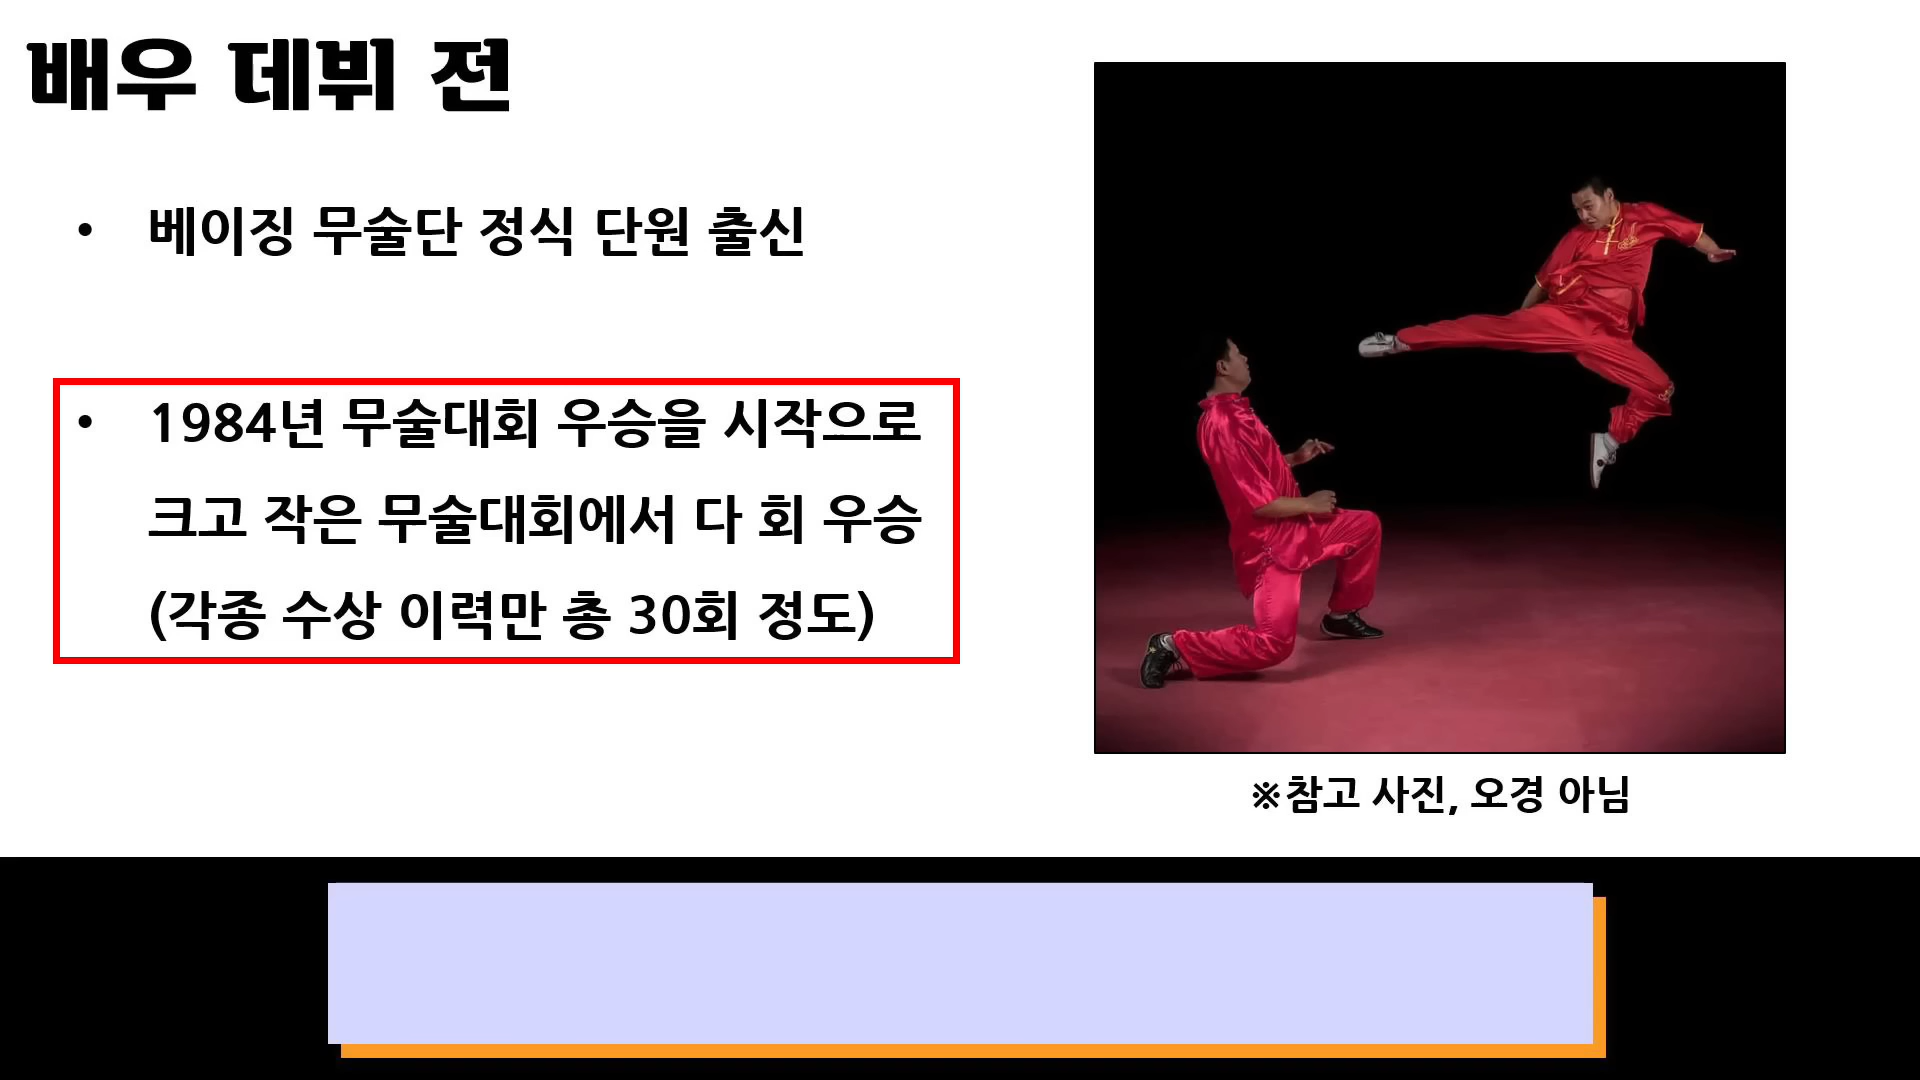 배우 데뷔 전
• 베이징 무술단 정식 단원 출신
• 1984년 무술대회 우승을 시작으로
크고 작은 무술대회에서 다 회 우승
(각종 수상 이력만 총 30회 정도)
※참고 사진, 오경 아님